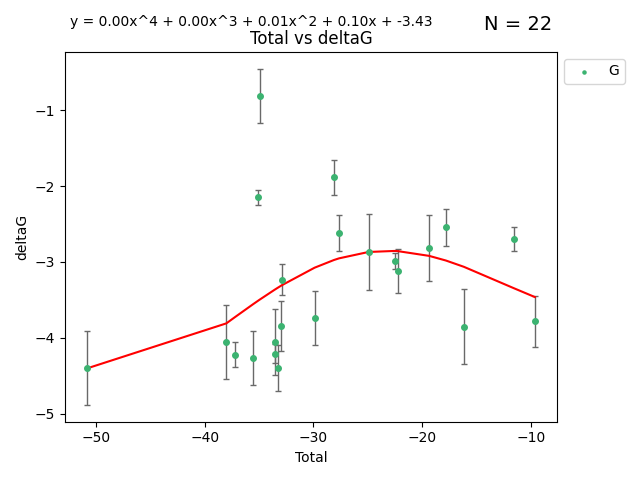 y = 0.00x^4 + 0.00x^3 + 0.01x^2 + 0.10x + -3.43
N = 22
Total vs deltaG
G
−1
−2
−3
−4
−5
deltaG
−50 −40 −30 −20 −10
Total